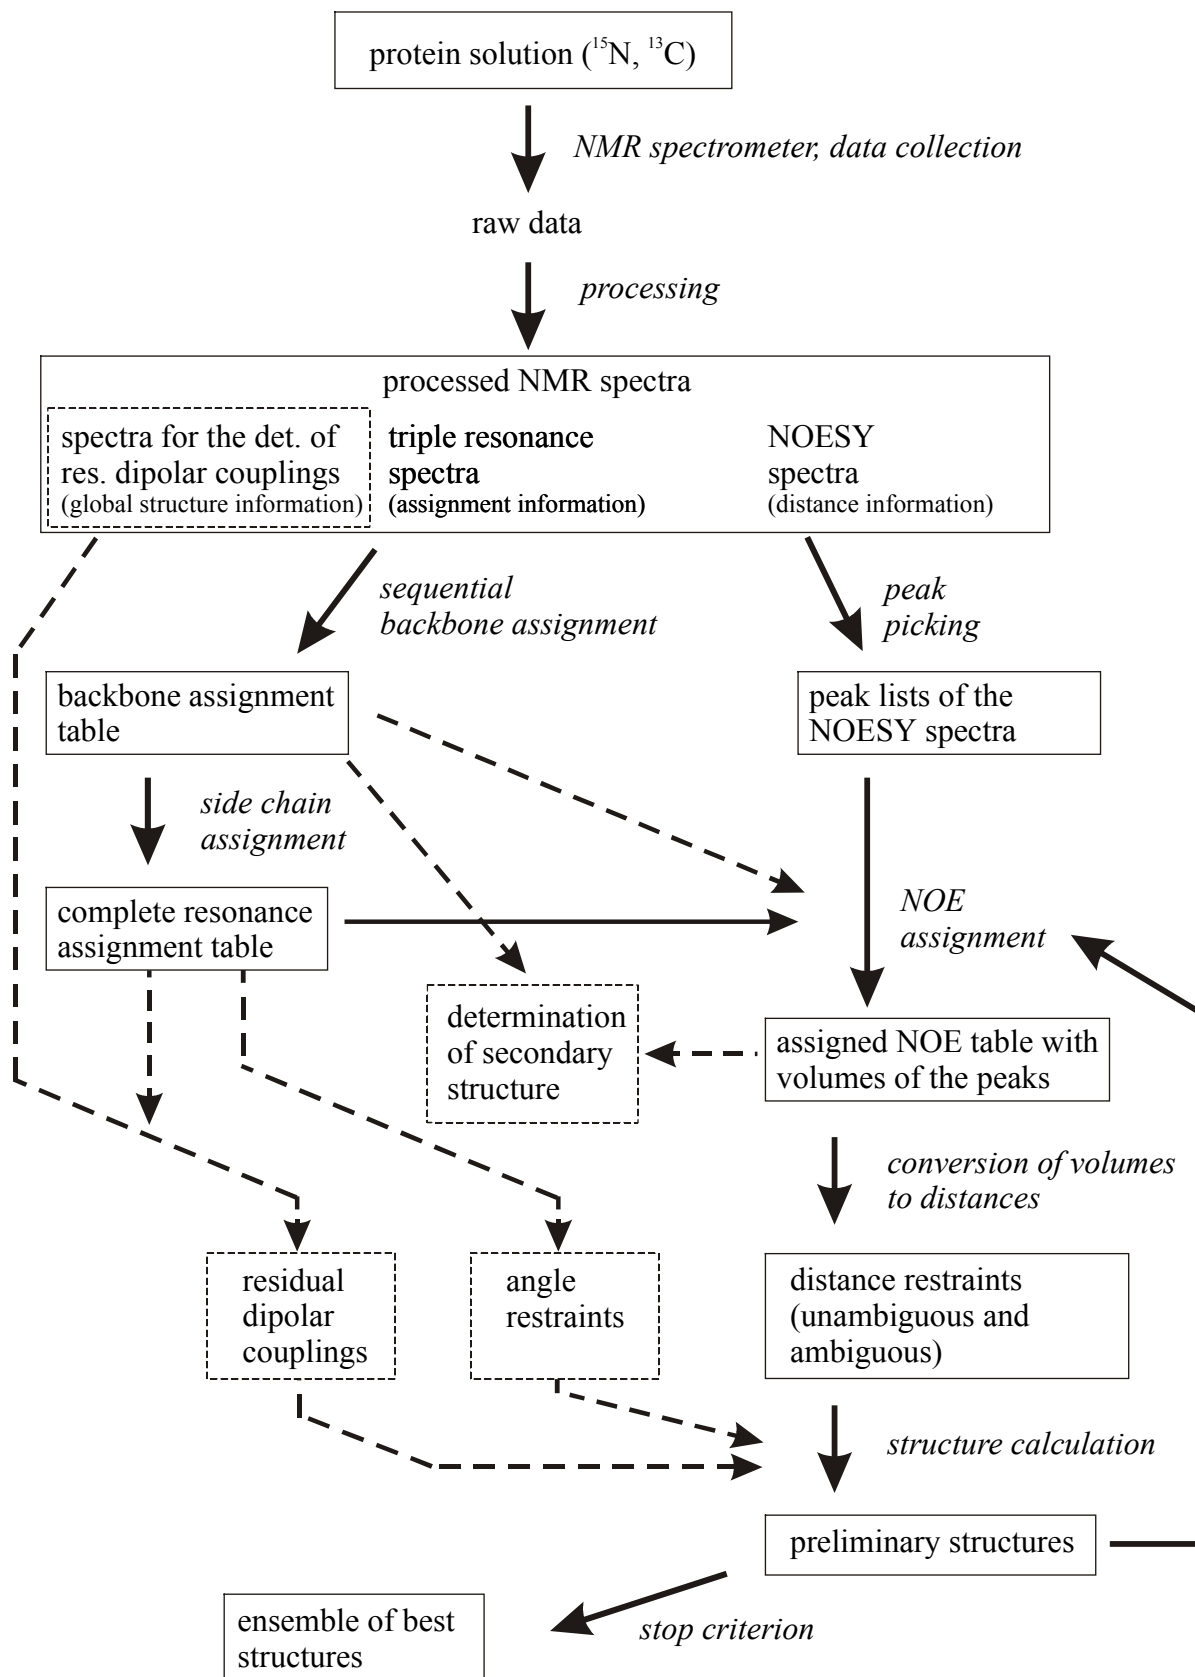 protein solution (¹⁵N, ¹³C)
NMR spectrometer, data collection
raw data
processing
processed NMR spectra
spectra for the det. of
res. dipolar couplings
(global structure information)
triple resonance
spectra
(assignment information)
NOESY
spectra
(distance information)
sequential
backbone assignment
peak
picking
backbone assignment
table
peak lists of the
NOESY spectra
side chain
assignment
complete resonance
assignment table
NOE
assignment
determination
of secondary
structure
assigned NOE table with
volumes of the peaks
conversion of volumes
to distances
residual
dipolar
couplings
angle
restraints
distance restraints
(unambiguous and
ambiguous)
structure calculation
preliminary structures
ensemble of best
structures
stop criterion